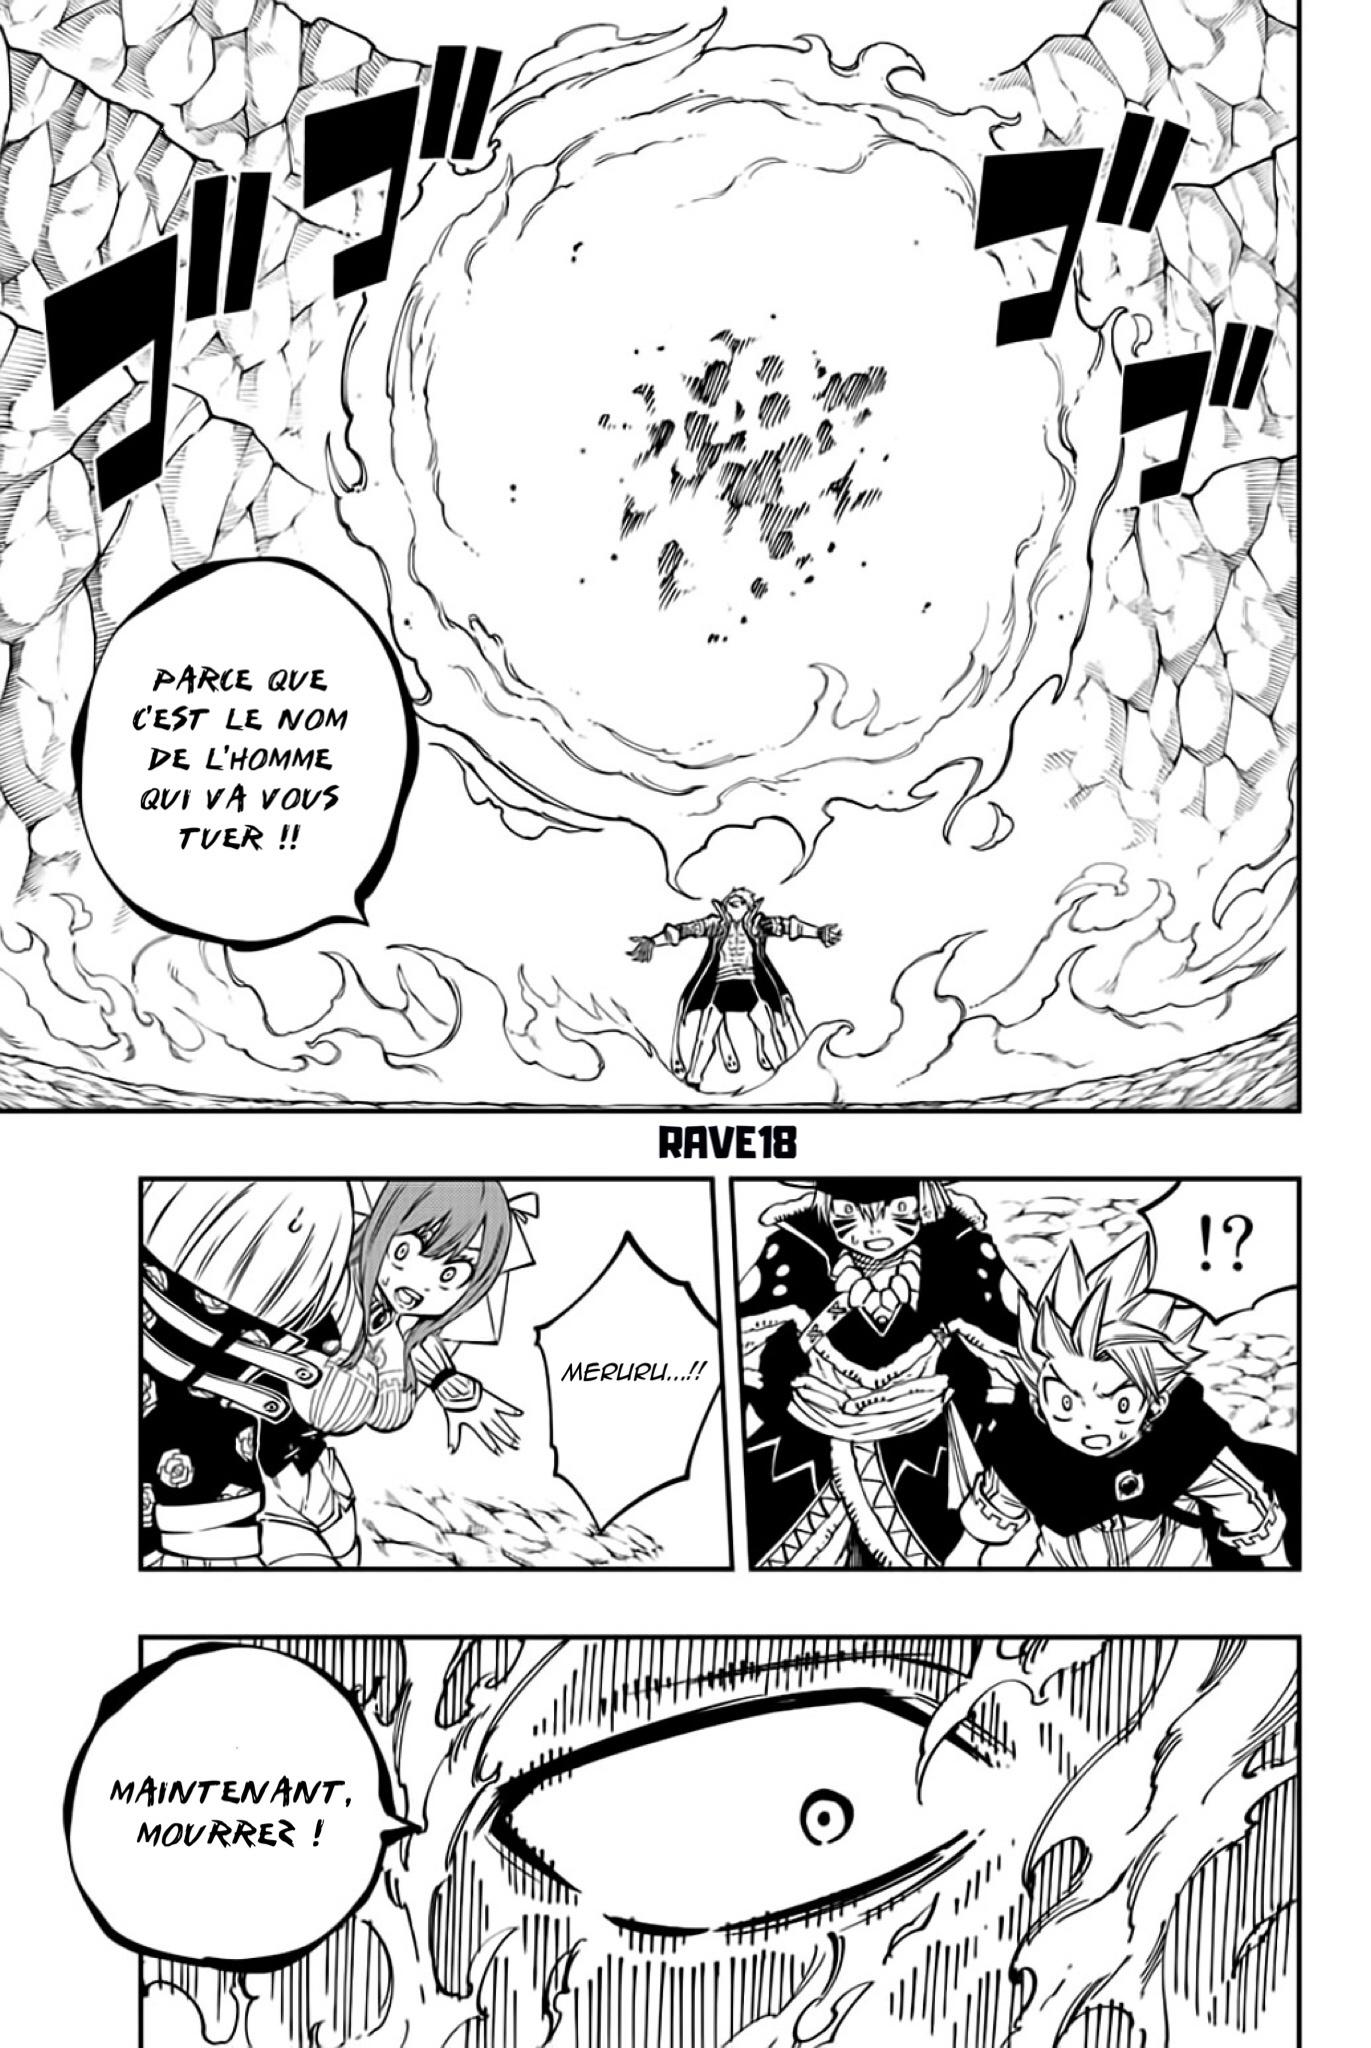 ゴゴ
ゴゴ
PARCE QUE
C'EST LE NOM
DE L'HOMME
QUI VA VOUS
TUER !!
RAVE18
!?
MERURU...!!
MAINTENANT,
MOURREZ !